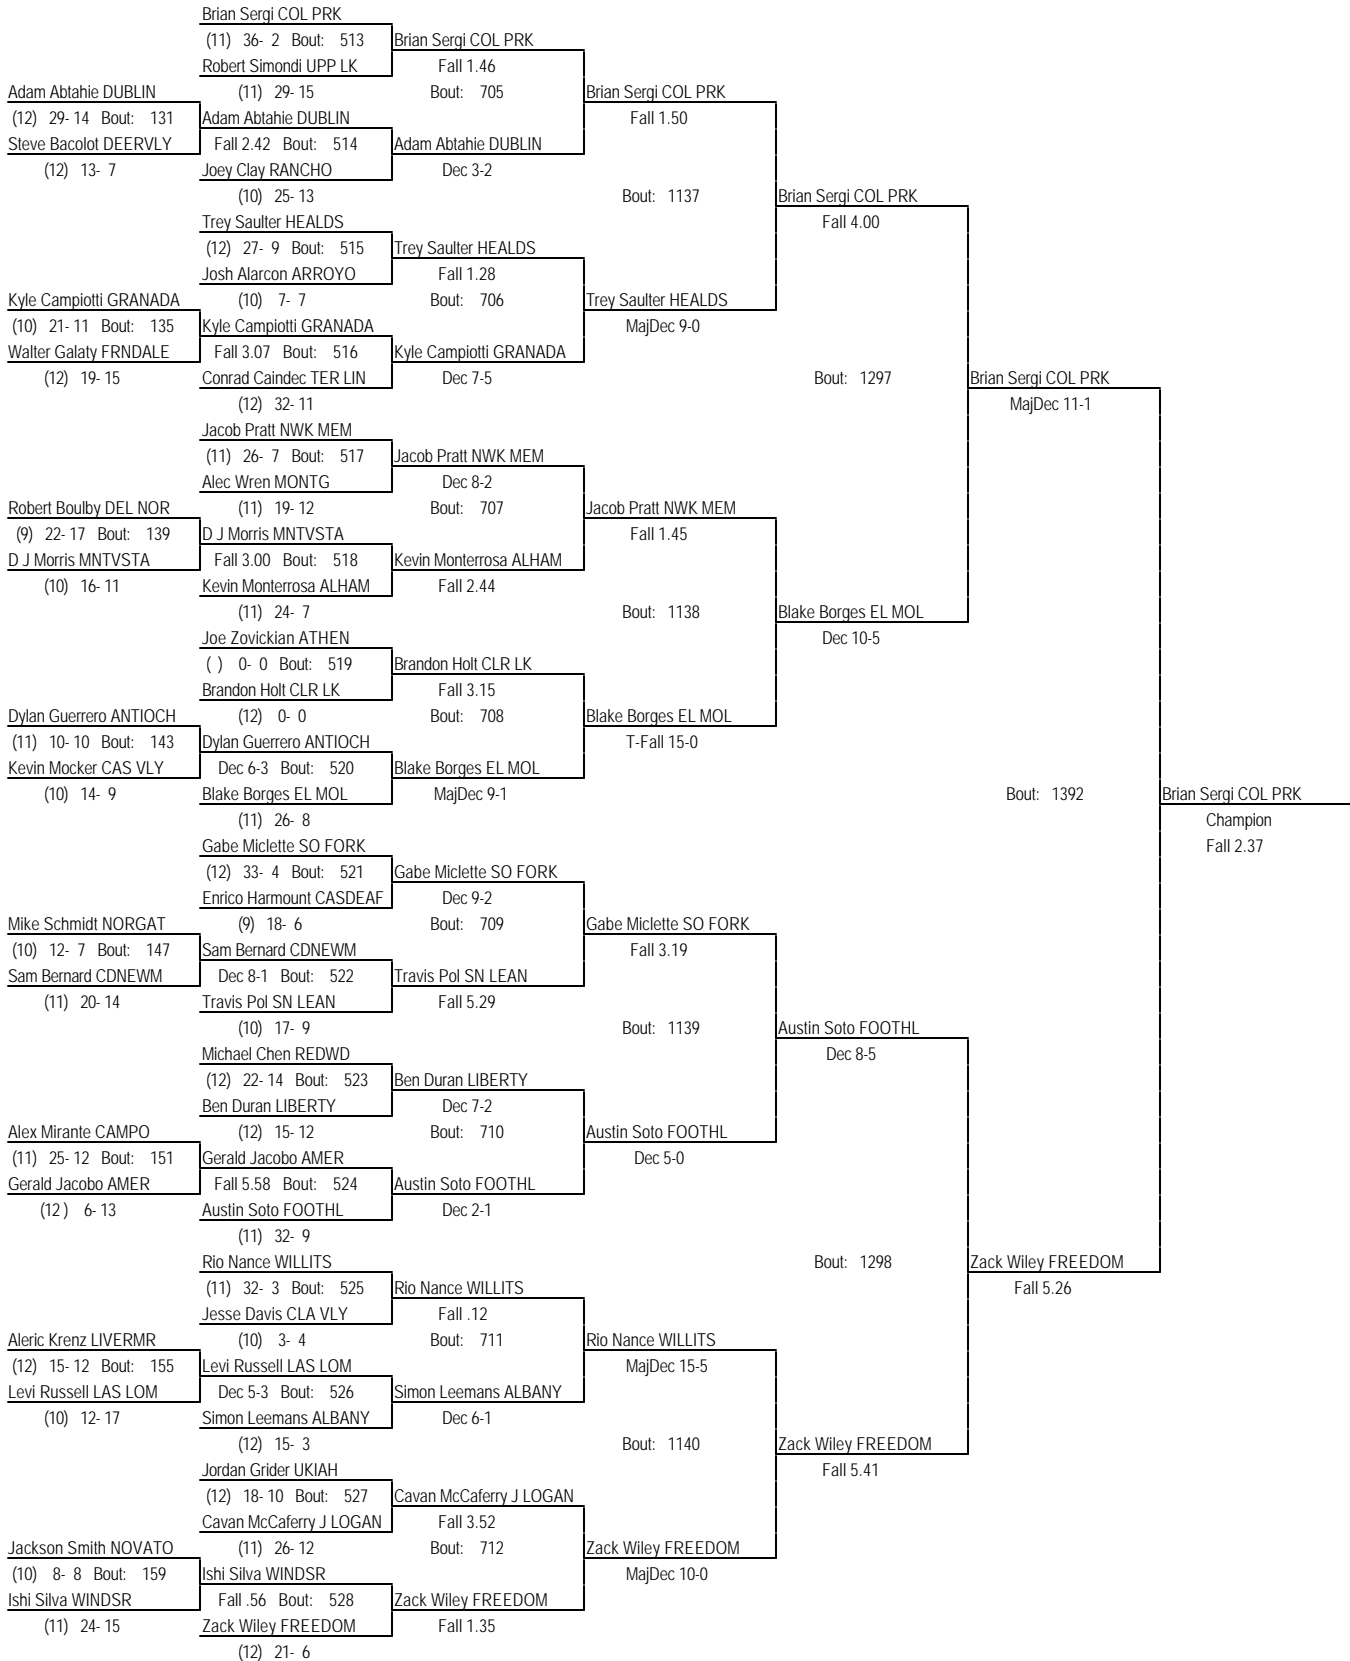 Brian Sergi COL PRK
(11) 36- 2 Bout: 513 Brian Sergi COL PRK
Robert Simondi UPP LK Fall 1.46
Adam Abtahie DUBLIN (11) 29- 15 Bout: 705 Brian Sergi COL PRK
(12) 29- 14 Bout: 131 Adam Abtahie DUBLIN Fall 1.50
Steve Bacolot DEERVLY Fall 2.42 Bout: 514 Adam Abtahie DUBLIN
(12) 13- 7 Joey Clay RANCHO Dec 3-2
(10) 25- 13 Bout: 1137 Brian Sergi COL PRK
Trey Saulter HEALDS Fall 4.00
(12) 27- 9 Bout: 515 Trey Saulter HEALDS
Josh Alarcon ARROYO Fall 1.28
Kyle Campiotti GRANADA (10) 7- 7 Bout: 706 Trey Saulter HEALDS
(10) 21- 11 Bout: 135 Kyle Campiotti GRANADA MajDec 9-0
Walter Galaty FRNDALE Fall 3.07 Bout: 516 Kyle Campiotti GRANADA
(12) 19- 15 Conrad Caindec TER LIN Dec 7-5 Bout: 1297 Brian Sergi COL PRK
(12) 32- 11 MajDec 11-1
Jacob Pratt NWK MEM
(11) 26- 7 Bout: 517 Jacob Pratt NWK MEM
Alec Wren MONTG Dec 8-2
Robert Boulby DEL NOR (11) 19- 12 Bout: 707 Jacob Pratt NWK MEM
(9) 22- 17 Bout: 139 D J Morris MNTVSTA Fall 1.45
D J Morris MNTVSTA Fall 3.00 Bout: 518 Kevin Monterrosa ALHAM
(10) 16- 11 Kevin Monterrosa ALHAM Fall 2.44
(11) 24- 7 Bout: 1138 Blake Borges EL MOL
Joe Zovickian ATHEN Dec 10-5
( ) 0- 0 Bout: 519 Brandon Holt CLR LK
Brandon Holt CLR LK Fall 3.15
Dylan Guerrero ANTIOCH (12) 0- 0 Bout: 708 Blake Borges EL MOL
(11) 10- 10 Bout: 143 Dylan Guerrero ANTIOCH T-Fall 15-0
Kevin Mocker CAS VLY Dec 6-3 Bout: 520 Blake Borges EL MOL
(10) 14- 9 Blake Borges EL MOL MajDec 9-1 Bout: 1392 Brian Sergi COL PRK
(11) 26- 8 Champion
Gabe Miclette SO FORK Fall 2.37
(12) 33- 4 Bout: 521 Gabe Miclette SO FORK
Enrico Harmount CASDEAF Dec 9-2
Mike Schmidt NORGAT (9) 18- 6 Bout: 709 Gabe Miclette SO FORK
(10) 12- 7 Bout: 147 Sam Bernard CDNEWM Fall 3.19
Sam Bernard CDNEWM Dec 8-1 Bout: 522 Travis Pol SN LEAN
(11) 20- 14 Travis Pol SN LEAN Fall 5.29
(10) 17- 9 Bout: 1139 Austin Soto FOOTHL
Michael Chen REDWD Dec 8-5
(12) 22- 14 Bout: 523 Ben Duran LIBERTY
Ben Duran LIBERTY Dec 7-2
Alex Mirante CAMPO (12) 15- 12 Bout: 710 Austin Soto FOOTHL
(11) 25- 12 Bout: 151 Gerald Jacobo AMER Dec 5-0
Gerald Jacobo AMER Fall 5.58 Bout: 524 Austin Soto FOOTHL
(12 ) 6- 13 Austin Soto FOOTHL Dec 2-1
(11) 32- 9
Rio Nance WILLITS Bout: 1298 Zack Wiley FREEDOM
(11) 32- 3 Bout: 525 Rio Nance WILLITS Fall 5.26
Jesse Davis CLA VLY Fall .12
Aleric Krenz LIVERMR (10) 3- 4 Bout: 711 Rio Nance WILLITS
(12) 15- 12 Bout: 155 Levi Russell LAS LOM MajDec 15-5
Levi Russell LAS LOM Dec 5-3 Bout: 526 Simon Leemans ALBANY
(10) 12- 17 Simon Leemans ALBANY Dec 6-1
(12) 15- 3 Bout: 1140 Zack Wiley FREEDOM
Jordan Grider UKIAH Fall 5.41
(12) 18- 10 Bout: 527 Cavan McCaferry J LOGAN
Cavan McCaferry J LOGAN Fall 3.52
Jackson Smith NOVATO (11) 26- 12 Bout: 712 Zack Wiley FREEDOM
(10) 8- 8 Bout: 159 Ishi Silva WINDSR MajDec 10-0
Ishi Silva WINDSR Fall .56 Bout: 528 Zack Wiley FREEDOM
(11) 24- 15 Zack Wiley FREEDOM Fall 1.35
(12) 21- 6